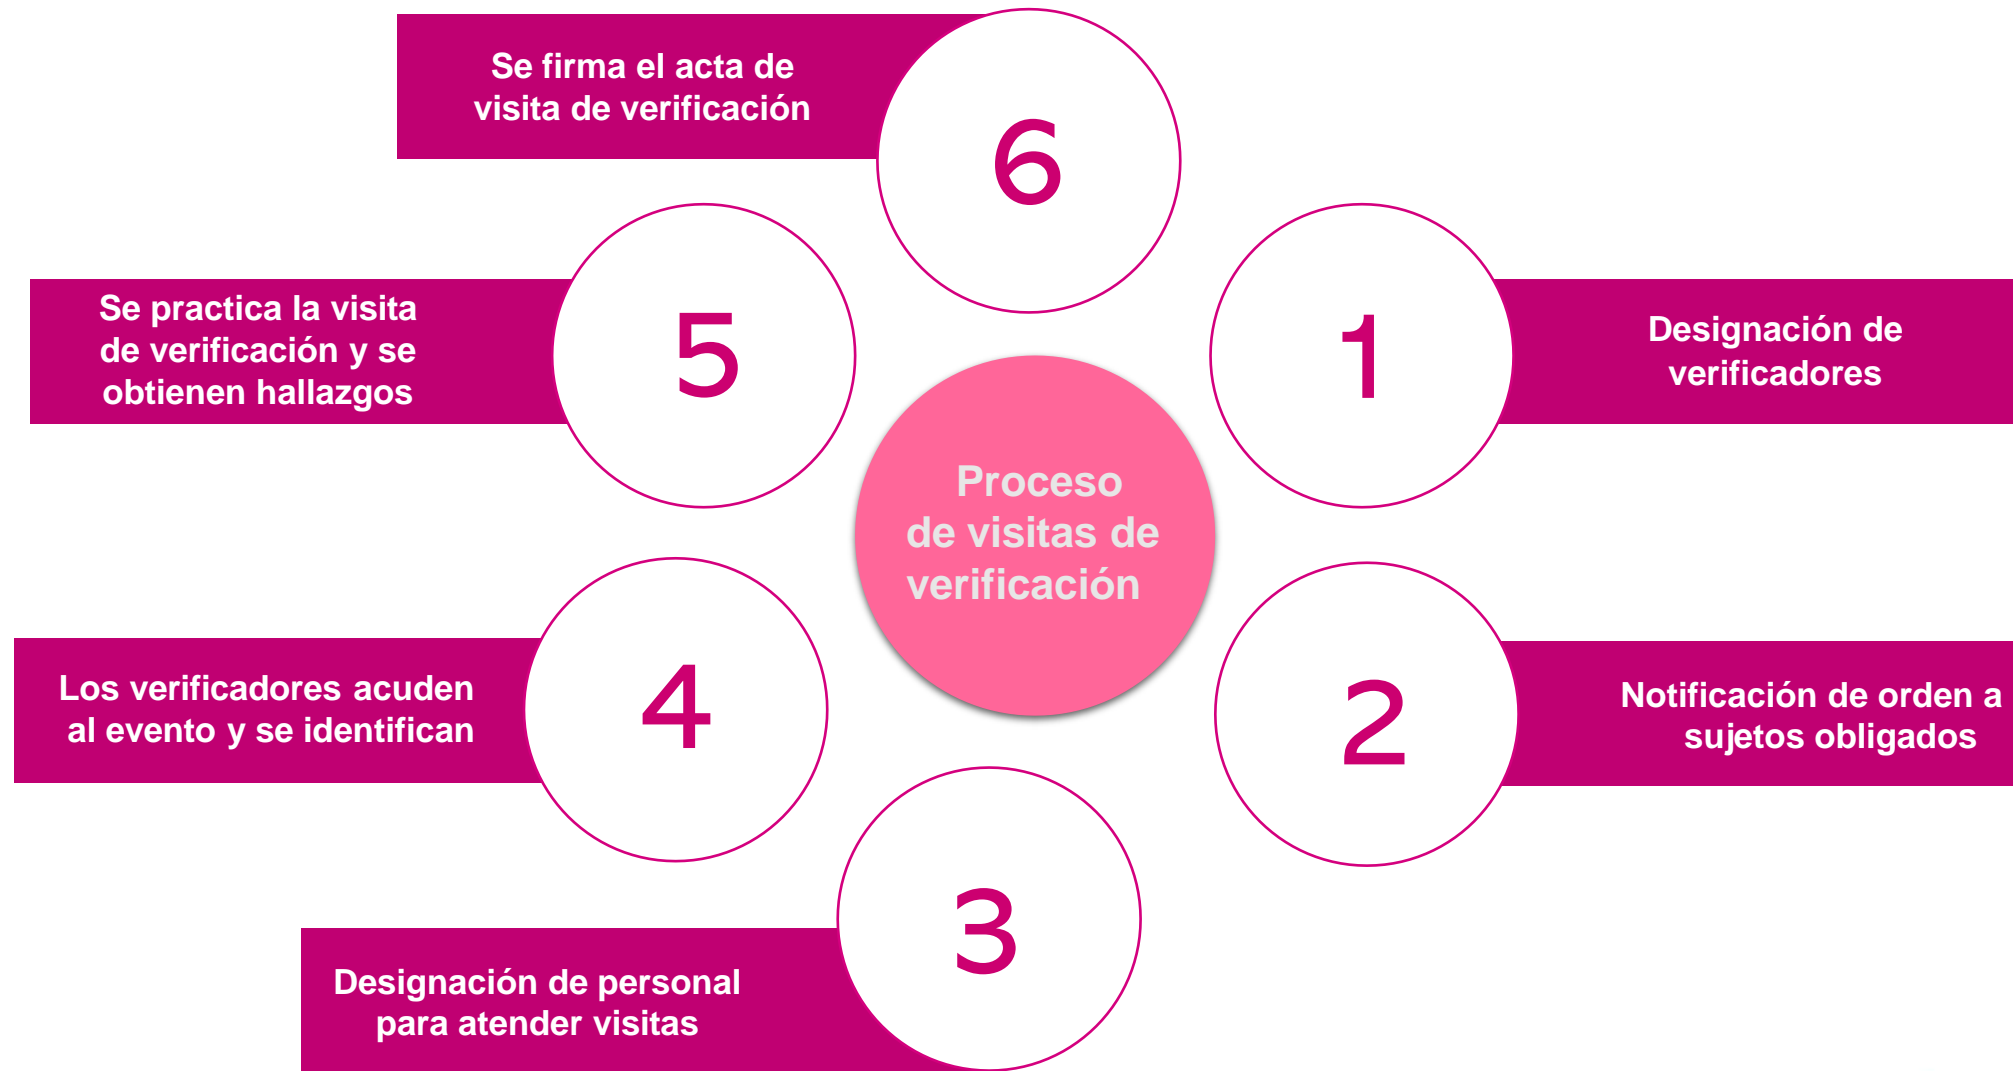 Proceso
de visitas de
verificación
1
Designación de
verificadores
2
Notificación de orden a
sujetos obligados
3
Designación de personal
para atender visitas
4
Los verificadores acuden
al evento y se identifican
5
Se practica la visita
de verificación y se
obtienen hallazgos
6
Se firma el acta de
visita de verificación